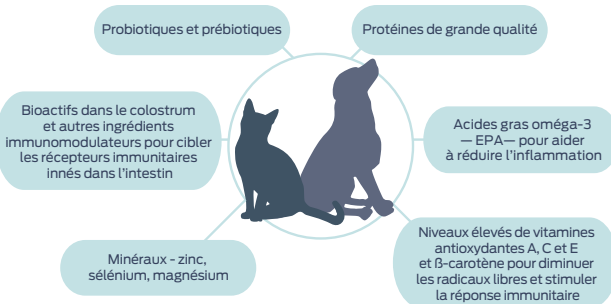 Probiotiques et prébiotiques
Protéines de grande qualité
Bioactifs dans le colostrum
et autres ingrédients
immunomodulateurs pour cibler
les récepteurs immunitaires
innés dans l’intestin
Acides gras oméga-3
— EPA— pour aider
à réduire l’inflammation
Minéraux - zinc,
sélénium, magnésium
Niveaux élevés de vitamines
antioxydantes A, C et E
et ß-carotène pour diminuer
les radicaux libres et stimuler
la réponse immunitaire